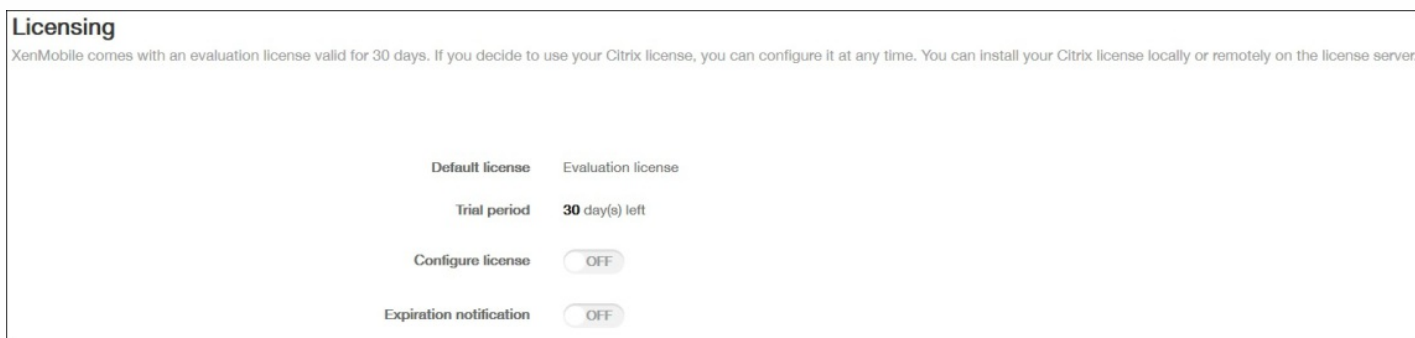 Licensing
XenMobile comes with an evaluation license valid for 30 days. If you decide to use your Citrix license, you can configure it at any time. You can install your Citrix license locally or remotely on the license server.
Default license Evaluation license
Trial period 30 day(s) left
Configure license OFF
Expiration notification OFF